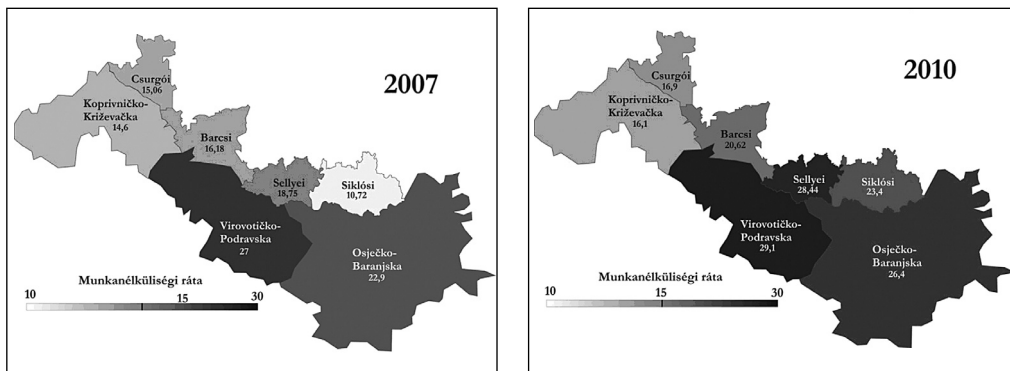 2007
Csurgói
15,06
Koprivničko-
Križevačka
14,6
Barcsi
16,18
Sellyei
18,75
Siklósi
10,72
Virovotičko-
Podravska
27
Osječko-
Baranjska
22,9
Munkanélküliségi ráta
10 15 30
2010
Csurgói
16,9
Koprivničko-
Križevačka
16,1
Barcsi
20,62
Sellyei
28,44
Siklósi
23,4
Virovotičko-
Podravska
29,1
Osječko-
Baranjska
26,4
Munkanélküliségi ráta
10 15 30